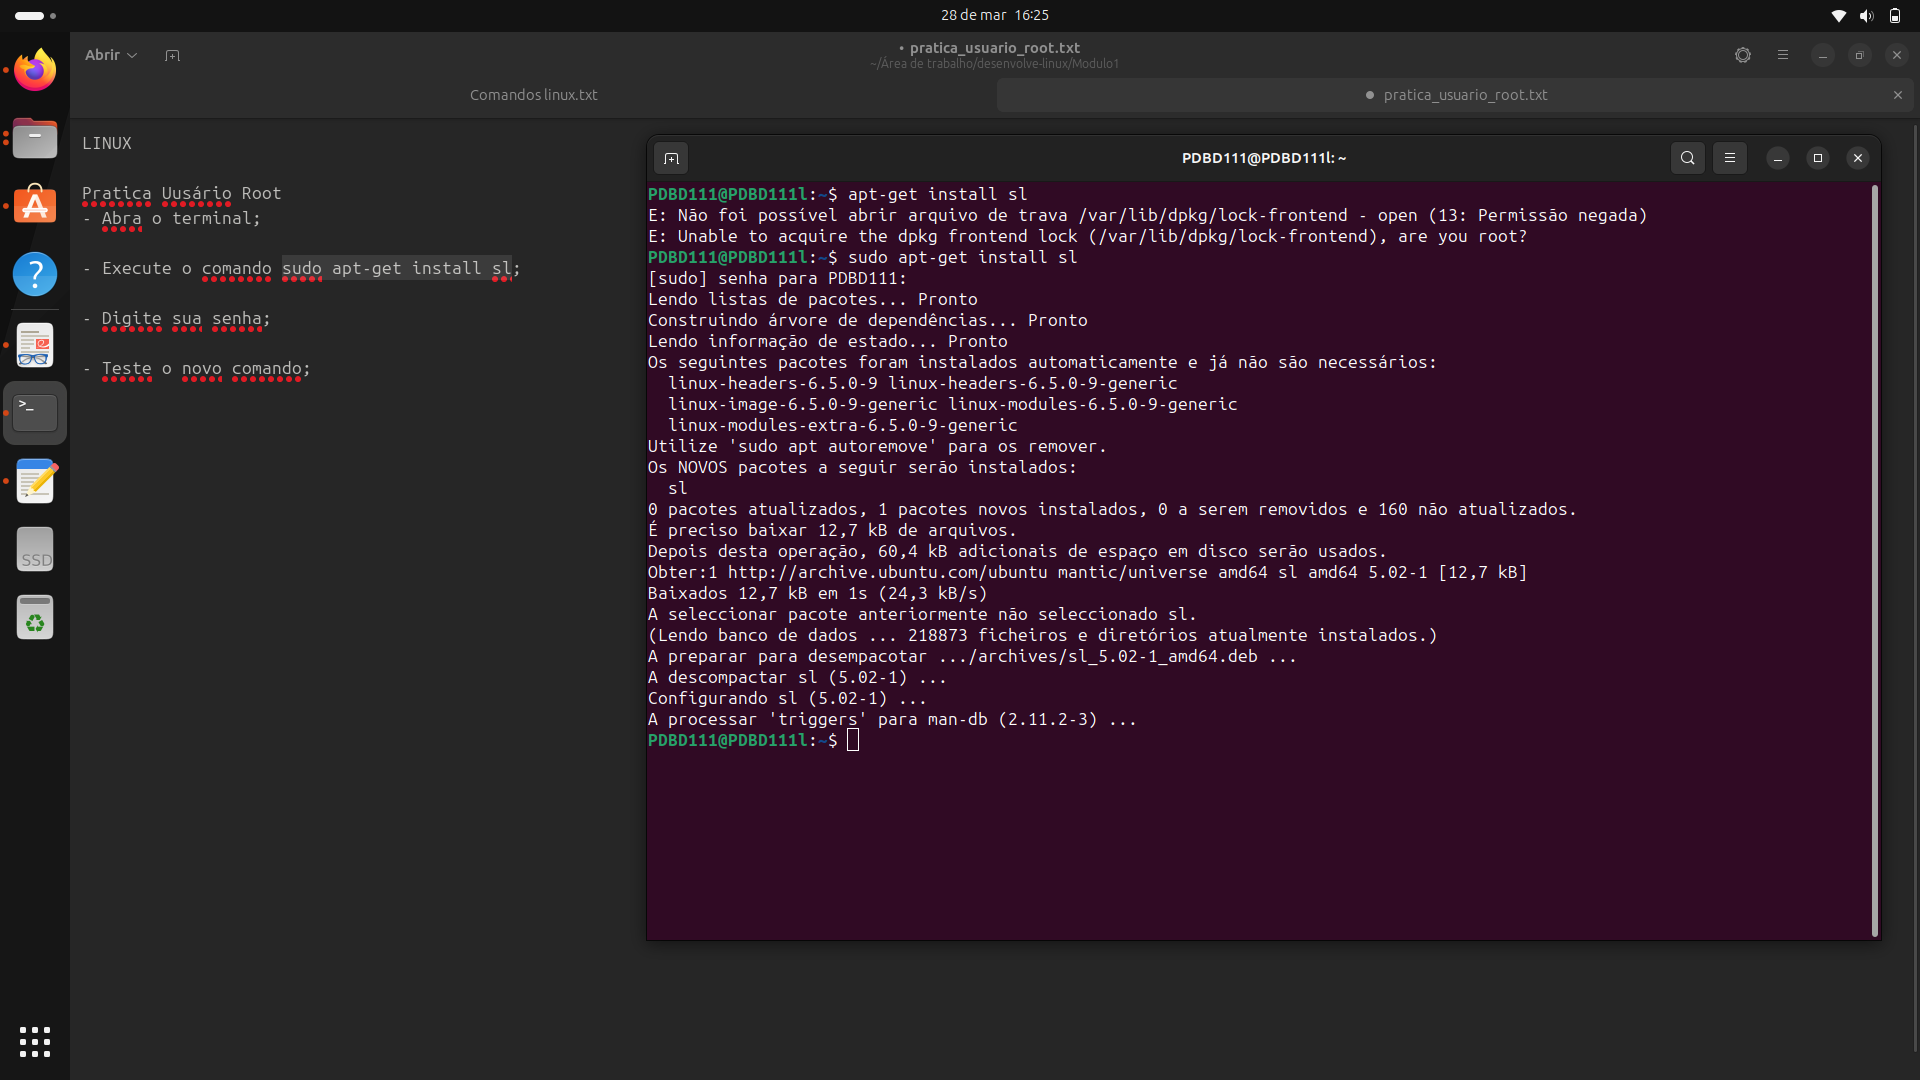 28 de mar 16:25
Abrir
• pratica_usuario_root.txt
~/Área de trabalho/desenvolve-linux/Modulo1
Comandos linux.txt
pratica_usuario_root.txt
LINUX
Pratica Uusário Root
- Abra o terminal;
- Execute o comando sudo apt-get install sl;
- Digite sua senha;
- Teste o novo comando;
SSD
PDBD111@PDBD111l: ~
PDBD111@PDBD111l:~$ apt-get install sl
E: Não foi possível abrir arquivo de trava /var/lib/dpkg/lock-frontend - open (13: Permissão negada)
E: Unable to acquire the dpkg frontend lock (/var/lib/dpkg/lock-frontend), are you root?
PDBD111@PDBD111l:~$ sudo apt-get install sl
[sudo] senha para PDBD111:
Lendo listas de pacotes... Pronto
Construindo árvore de dependências... Pronto
Lendo informação de estado... Pronto
Os seguintes pacotes foram instalados automaticamente e já não são necessários:
  linux-headers-6.5.0-9 linux-headers-6.5.0-9-generic
  linux-image-6.5.0-9-generic linux-modules-6.5.0-9-generic
  linux-modules-extra-6.5.0-9-generic
Utilize 'sudo apt autoremove' para os remover.
Os NOVOS pacotes a seguir serão instalados:
  sl
0 pacotes atualizados, 1 pacotes novos instalados, 0 a serem removidos e 160 não atualizados.
É preciso baixar 12,7 kB de arquivos.
Depois desta operação, 60,4 kB adicionais de espaço em disco serão usados.
Obter:1 http://archive.ubuntu.com/ubuntu mantic/universe amd64 sl amd64 5.02-1 [12,7 kB]
Baixados 12,7 kB em 1s (24,3 kB/s)
A seleccionar pacote anteriormente não seleccionado sl.
(Lendo banco de dados ... 218873 ficheiros e diretórios atualmente instalados.)
A preparar para desempacotar .../archives/sl_5.02-1_amd64.deb ...
A descompactar sl (5.02-1) ...
Configurando sl (5.02-1) ...
A processar 'triggers' para man-db (2.11.2-3) ...
PDBD111@PDBD111l:~$